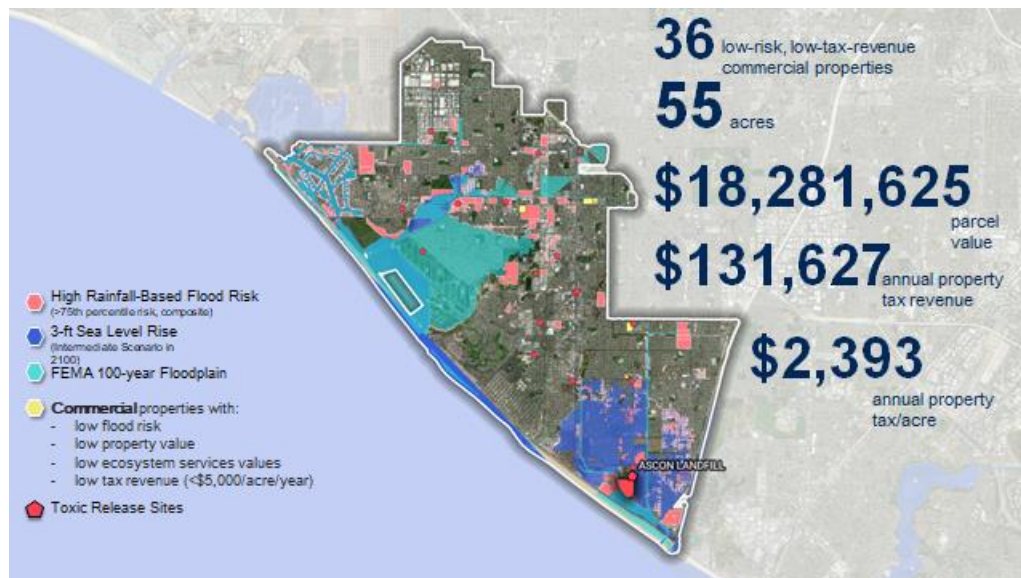 36 low-risk, low-tax-revenue
commercial properties
55 acres
$18,281,625
parcel
value
$131,627 annual property
tax revenue
$2,393
annual property
tax/acre
High Rainfall-Based Flood Risk
(>75th percentile risk, composite)
3-ft Sea Level Rise
(Intermediate Scenario in
2100)
FEMA 100-year Floodplain
Commercial properties with:
- low flood risk
- low property value
- low ecosystem services values
- low tax revenue (<$5,000/acre/year)
Toxic Release Sites
ASCON LANDFILL